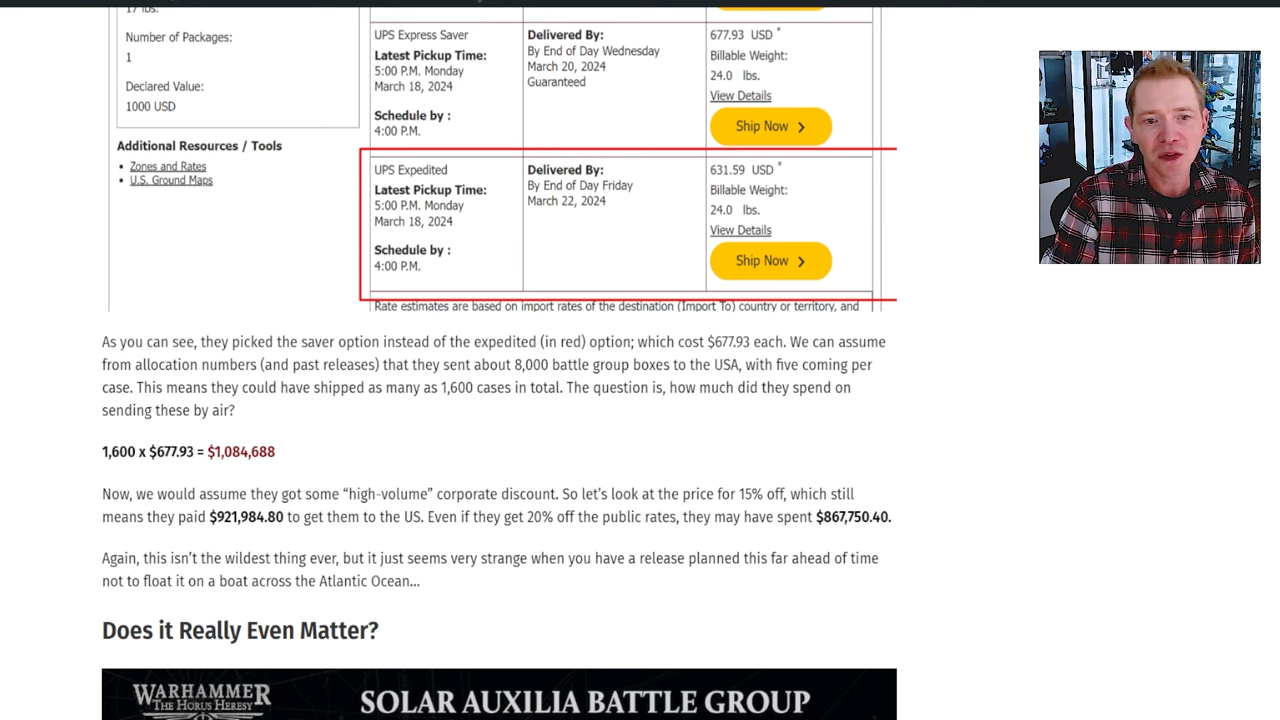 17 lbs.
Number of Packages:
1
Declared Value:
1000 USD
Additional Resources / Tools
• Zones and Rates
• U.S. Ground Maps
UPS Express Saver
Latest Pickup Time:
5:00 P.M. Monday
March 18, 2024
Schedule by :
4:00 P.M.
Delivered By:
By End of Day Wednesday
March 20, 2024
Guaranteed
677.93 USD *
Billable Weight:
24.0 lbs.
View Details
Ship Now
UPS Expedited
Latest Pickup Time:
5:00 P.M. Monday
March 18, 2024
Schedule by :
4:00 P.M.
Delivered By:
By End of Day Friday
March 22, 2024
631.59 USD *
Billable Weight:
24.0 lbs.
View Details
Ship Now
Rate estimates are based on import rates of the destination (Import To) country or territory, and
As you can see, they picked the saver option instead of the expedited (in red) option; which cost $677.93 each. We can assume
from allocation numbers (and past releases) that they sent about 8,000 battle group boxes to the USA, with five coming per
case. This means they could have shipped as many as 1,600 cases in total. The question is, how much did they spend on
sending these by air?
1,600 x $677.93 = $1,084,688
Now, we would assume they got some “high-volume” corporate discount. So let’s look at the price for 15% off, which still
means they paid $921,984.80 to get them to the US. Even if they get 20% off the public rates, they may have spent $867,750.40.
Again, this isn’t the wildest thing ever, but it just seems very strange when you have a release planned this far ahead of time
not to float it on a boat across the Atlantic Ocean…
Does it Really Even Matter?
WARHAMMER
THE HORUS HERESY
SOLAR AUXILIA BATTLE GROUP